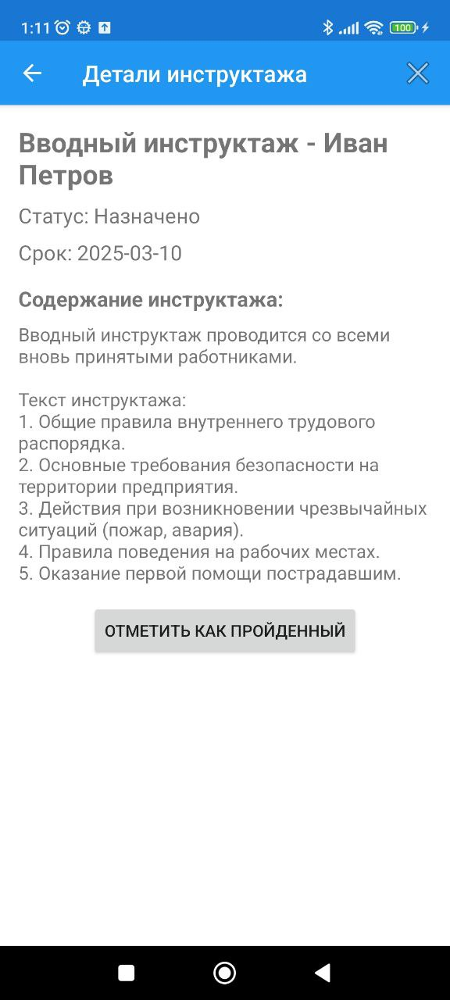 1:11
100
Детали инструктажа
Вводный инструктаж - Иван
Петров
Статус: Назначено
Срок: 2025-03-10
Содержание инструктажа:
Вводный инструктаж проводится со всеми
вновь принятыми работниками.
Текст инструктажа:
1. Общие правила внутреннего трудового
распорядка.
2. Основные требования безопасности на
территории предприятия.
3. Действия при возникновении чрезвычайных
ситуаций (пожар, авария).
4. Правила поведения на рабочих местах.
5. Оказание первой помощи пострадавшим.
ОТМЕТИТЬ КАК ПРОЙДЕННЫЙ